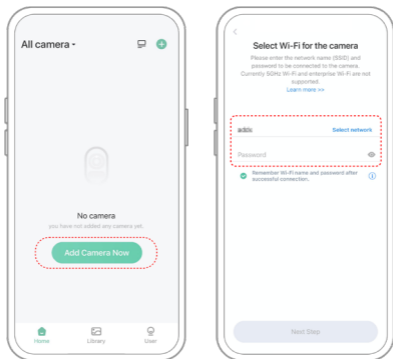 All camera
No camera
you have not added any camera yet.
Add Camera Now
Home
Library
User
Select Wi-Fi for the camera
Please enter the network name (SSID) and
password to be connected to the camera.
Currently 5GHz Wi-Fi and enterprise Wi-Fi are not
supported.
Learn more >>
Select network
Password
Remember Wi-Fi name and password after
successful connection.
Next Step